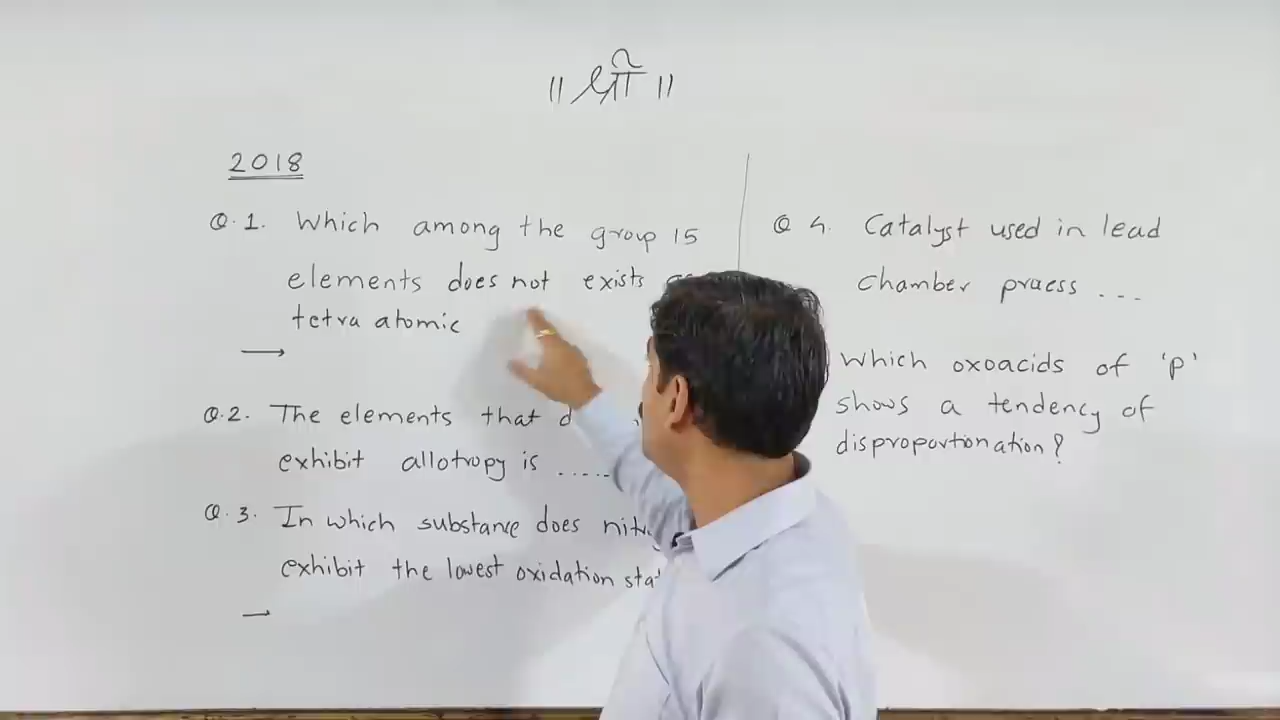 || श्री ||
2018
Q.1. Which among the group 15
elements does not exists
tetra atomic
→
Q.2. The elements that
exhibit allotropy is .....
Q.3. In which substance does
exhibit the lowest oxidation
→
Q 4. Catalyst used in lead
chamber praess ...
Which oxoacids of 'p'
shows a tendency of
disproportionation?